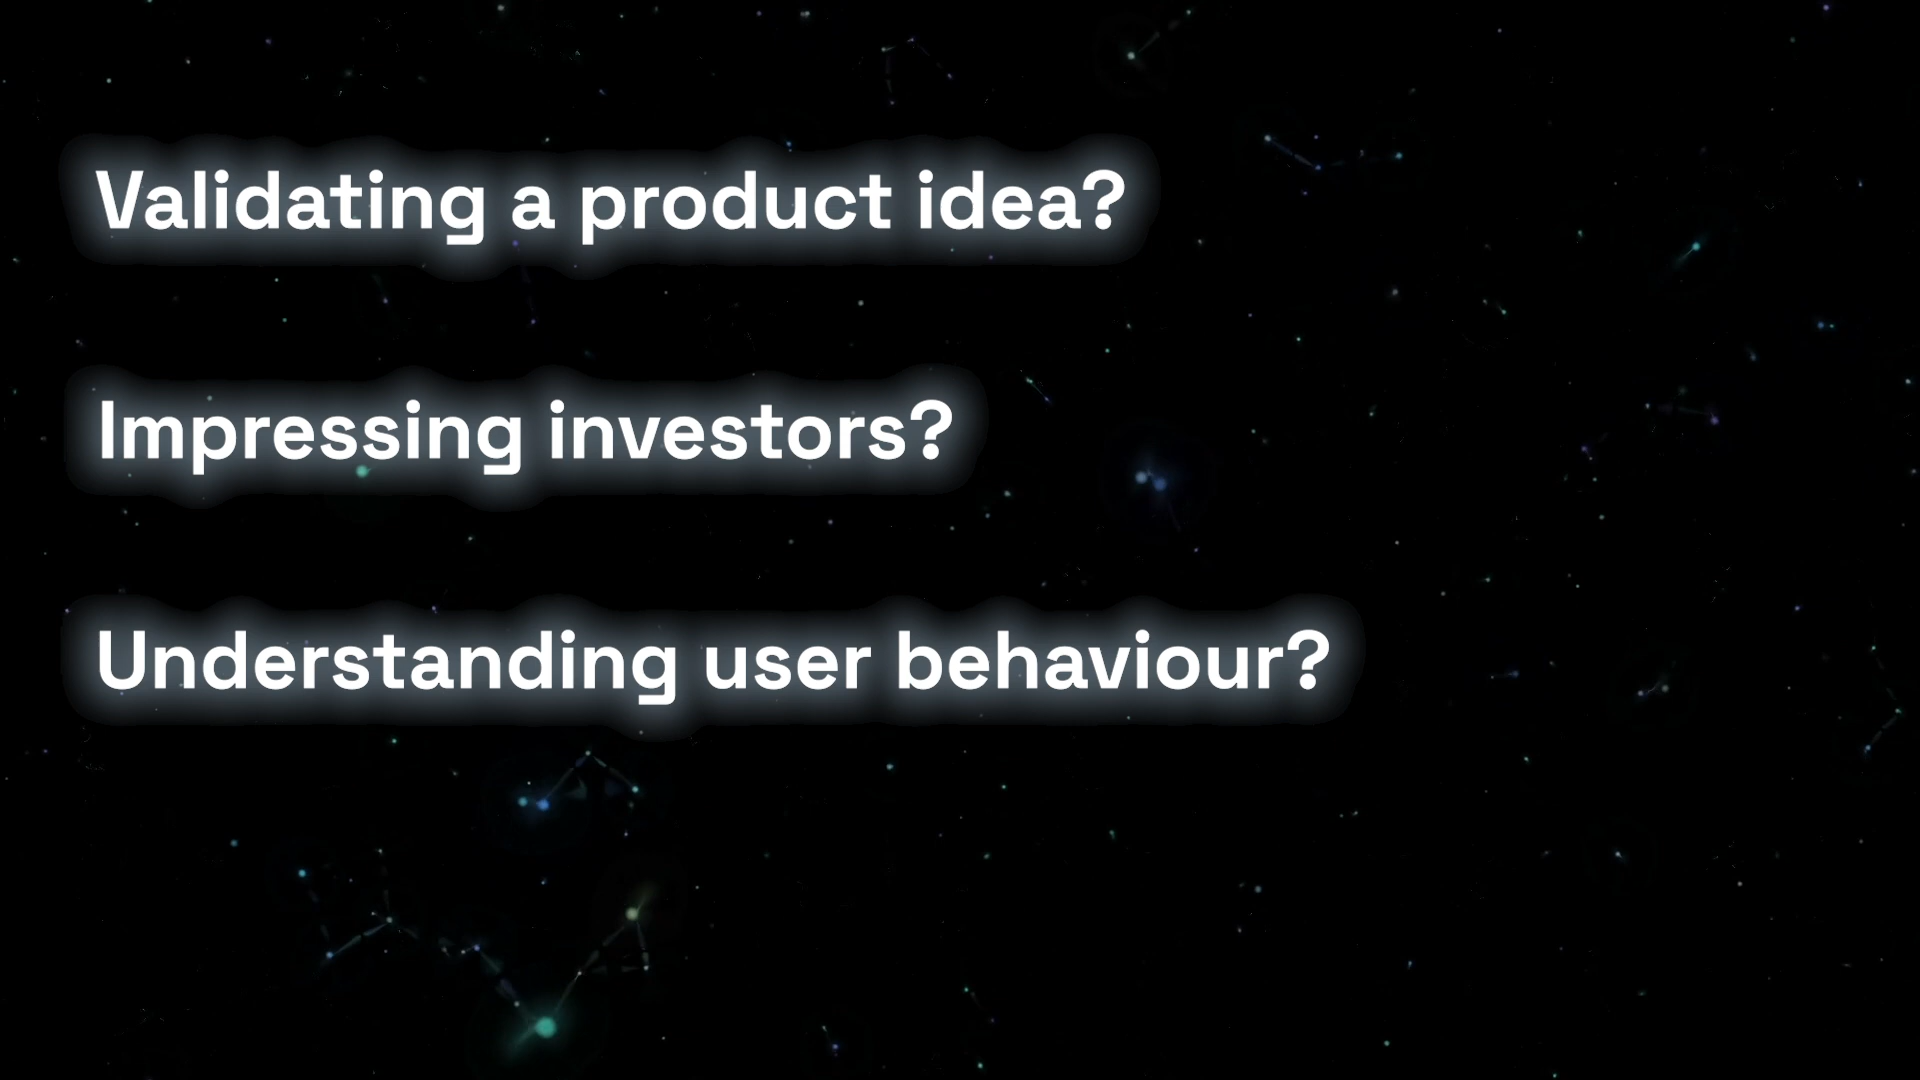 Validating a product idea?
Impressing investors?
Understanding user behaviour?